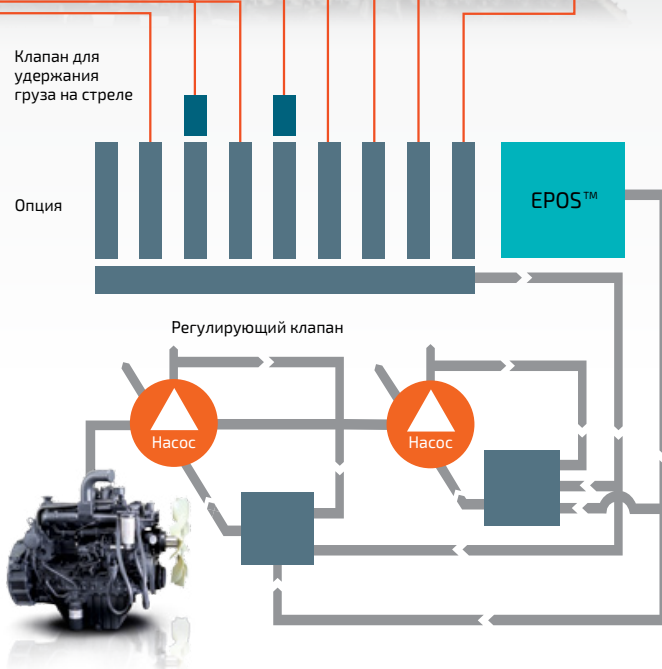 Клапан для
удержания
груза на стреле
Опция
EPOS™
Регулирующий клапан
Насос
Насос